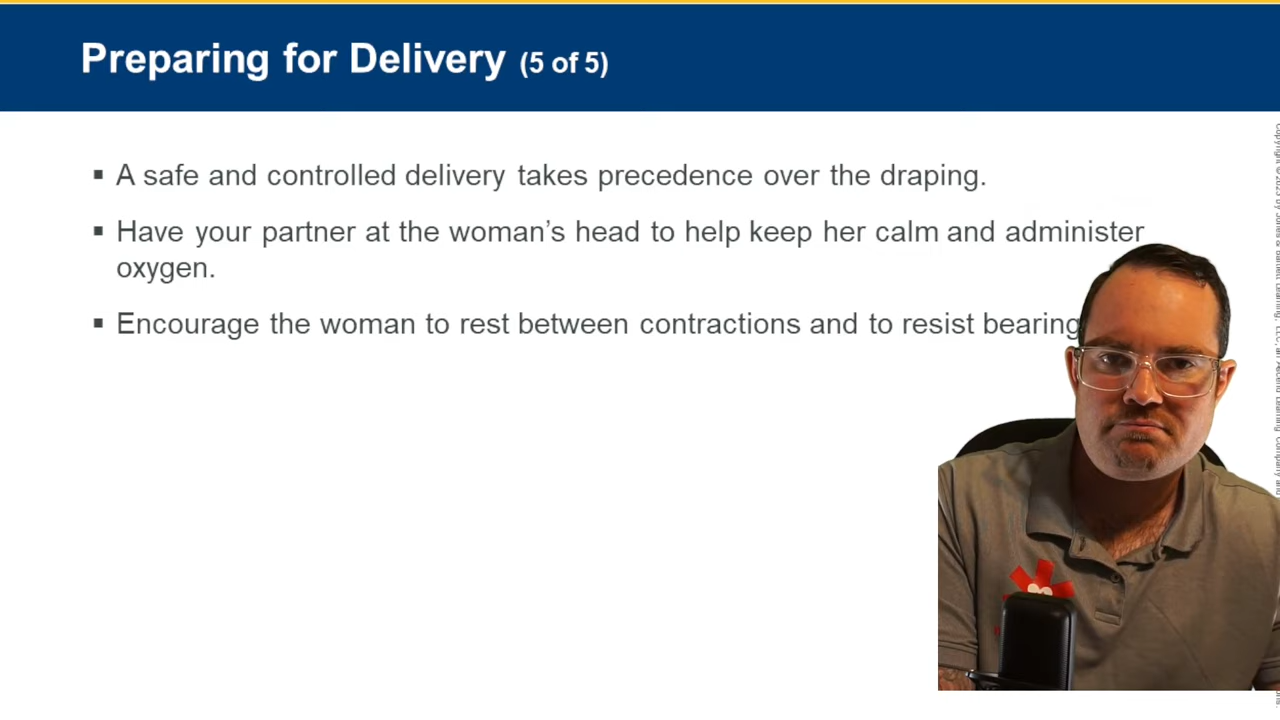 Preparing for Delivery (5 of 5)
▪ A safe and controlled delivery takes precedence over the draping.
▪ Have your partner at the woman’s head to help keep her calm and administer
oxygen.
▪ Encourage the woman to rest between contractions and to resist bearing